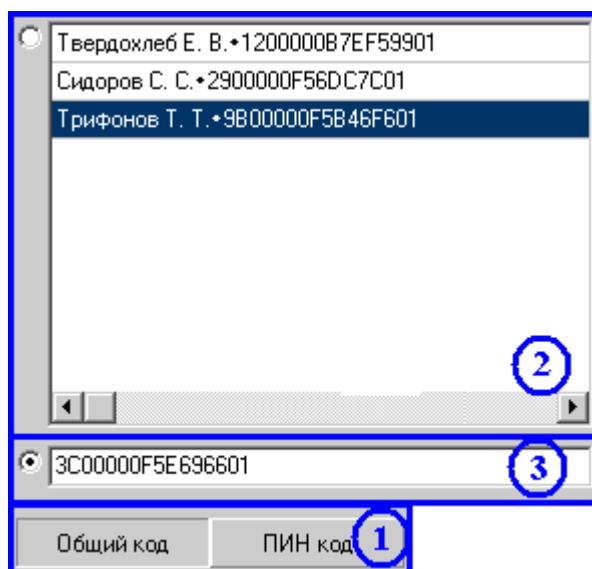 Твердохлеб Е. В.•1200000B7EF59901
Сидоров С. С.•2900000F56DC7C01
Трифонов Т. Т.•9B00000F5B46F601
2
3C00000F5E696601
3
Общий код
ПИН код
1